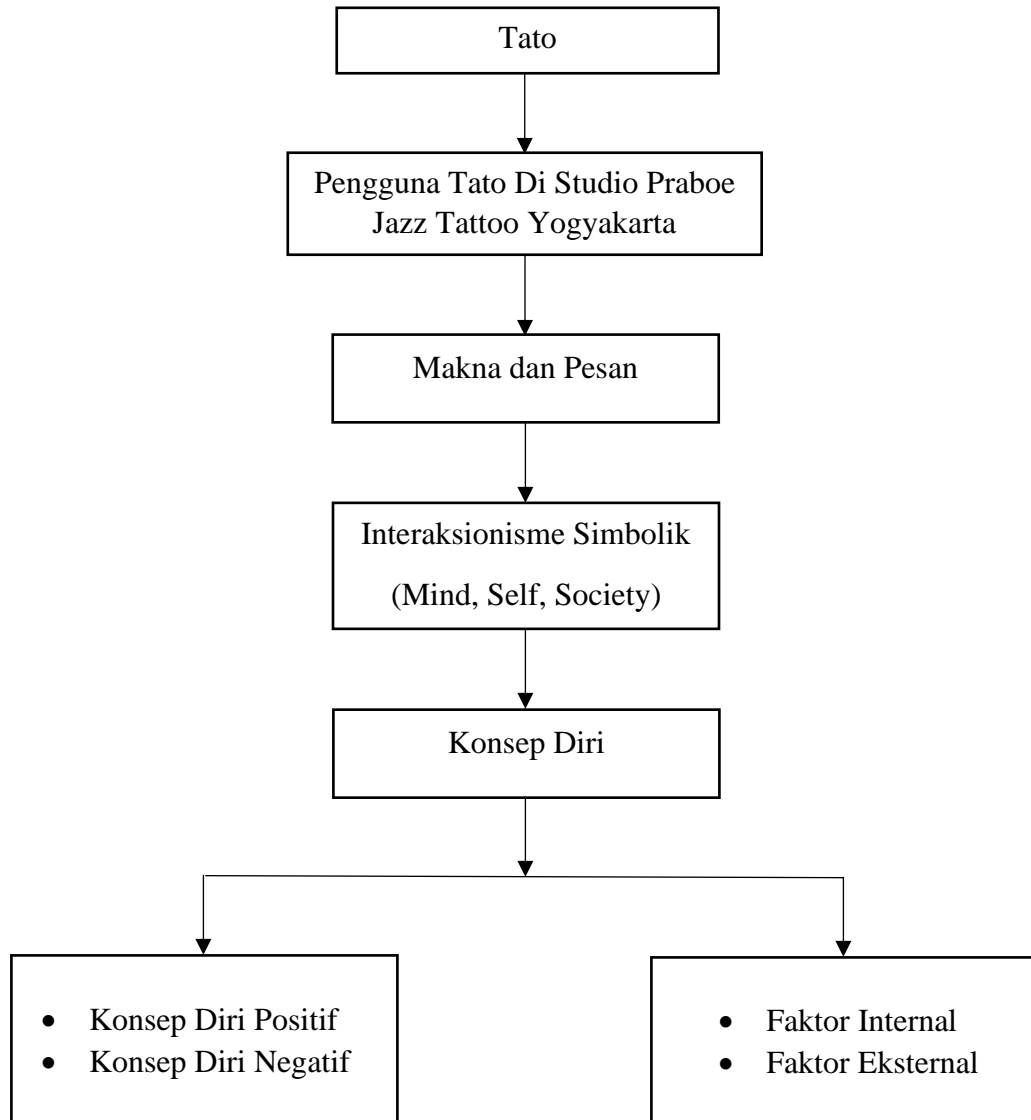 Tato
Pengguna Tato Di Studio Praboe
Jazz Tattoo Yogyakarta
Makna dan Pesan
Interaksionisme Simbolik
(Mind, Self, Society)
Konsep Diri
• Konsep Diri Positif
• Konsep Diri Negatif
• Faktor Internal
• Faktor Eksternal